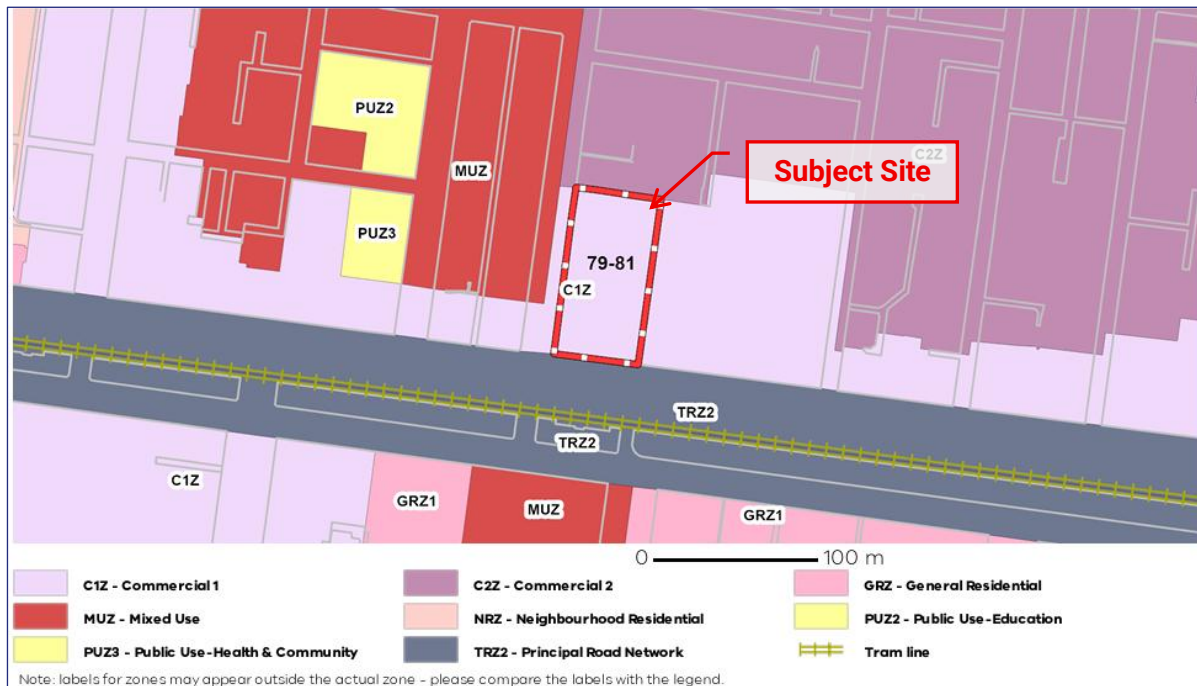 PUZ2
MUZ
C2Z
Subject Site
PUZ3
79-81
C1Z
TRZ2
TRZ2
C1Z
GRZ1
MUZ
GRZ1
0 100 m
C1Z - Commercial 1
C2Z - Commercial 2
GRZ - General Residential
MUZ - Mixed Use
NRZ - Neighbourhood Residential
PUZ2 - Public Use-Education
PUZ3 - Public Use-Health & Community
TRZ2 - Principal Road Network
Tram line
Note: labels for zones may appear outside the actual zone - please compare the labels with the legend.